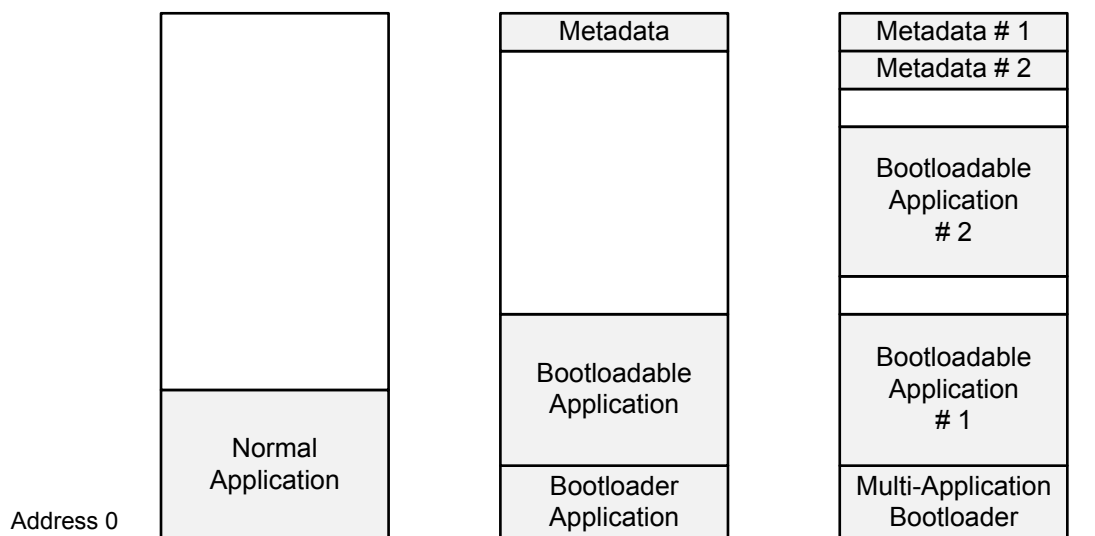 Metadata
Metadata # 1
Metadata # 2
Bootloadable
Application
# 2
Bootloadable
Application
Bootloadable
Application
# 1
Normal
Application
Bootloader
Application
Multi-Application
Bootloader
Address 0